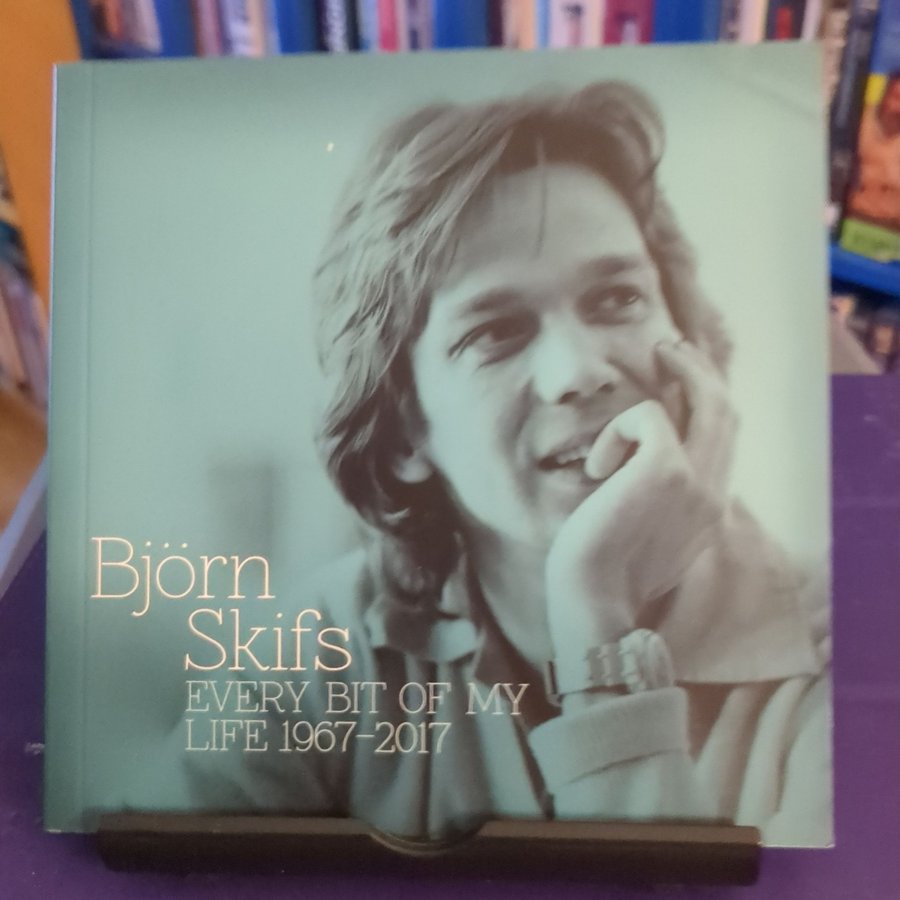 Björn
Skifs
EVERY BIT OF MY
LIFE 1967–2017